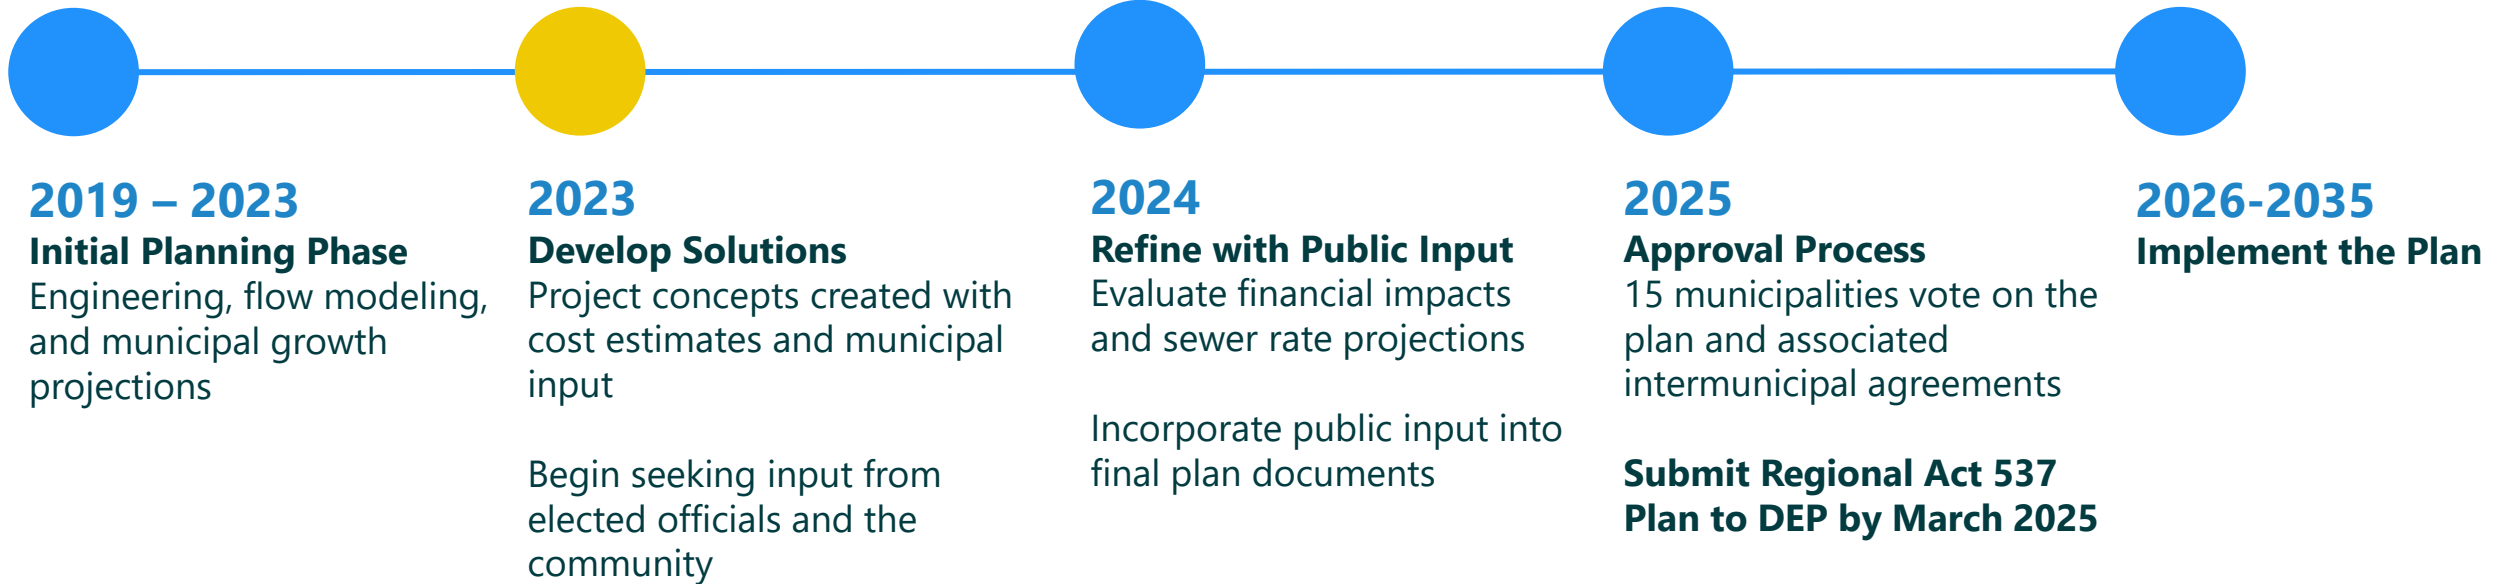 2019 – 2023
Initial Planning Phase
Engineering, flow modeling,
and municipal growth
projections
2023
Develop Solutions
Project concepts created with
cost estimates and municipal
input
Begin seeking input from
elected officials and the
community
2024
Refine with Public Input
Evaluate financial impacts
and sewer rate projections
Incorporate public input into
final plan documents
2025
Approval Process
15 municipalities vote on the
plan and associated
intermunicipal agreements
Submit Regional Act 537
Plan to DEP by March 2025
2026-2035
Implement the Plan